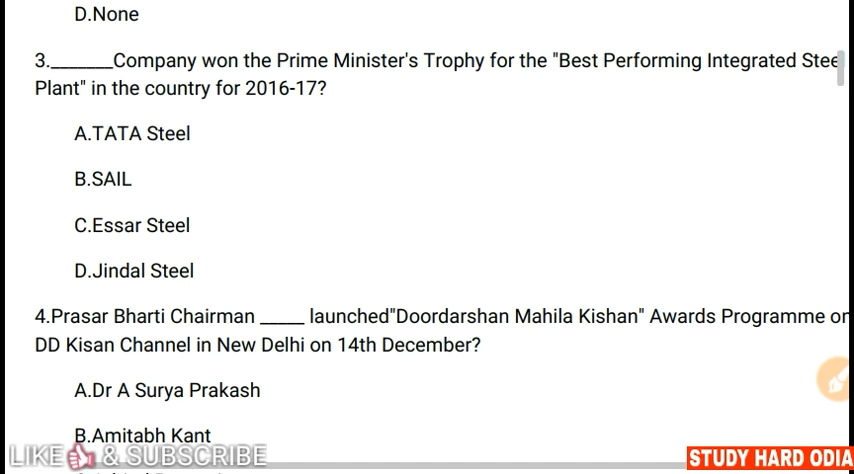 D.None
3._______Company won the Prime Minister's Trophy for the "Best Performing Integrated Stee
Plant" in the country for 2016-17?
A.TATA Steel
B.SAIL
C.Essar Steel
D.Jindal Steel
4.Prasar Bharti Chairman _____ launched"Doordarshan Mahila Kishan" Awards Programme on
DD Kisan Channel in New Delhi on 14th December?
A.Dr A Surya Prakash
B.Amitabh Kant
LIKE & SUBSCRIBE
STUDY HARD ODIA